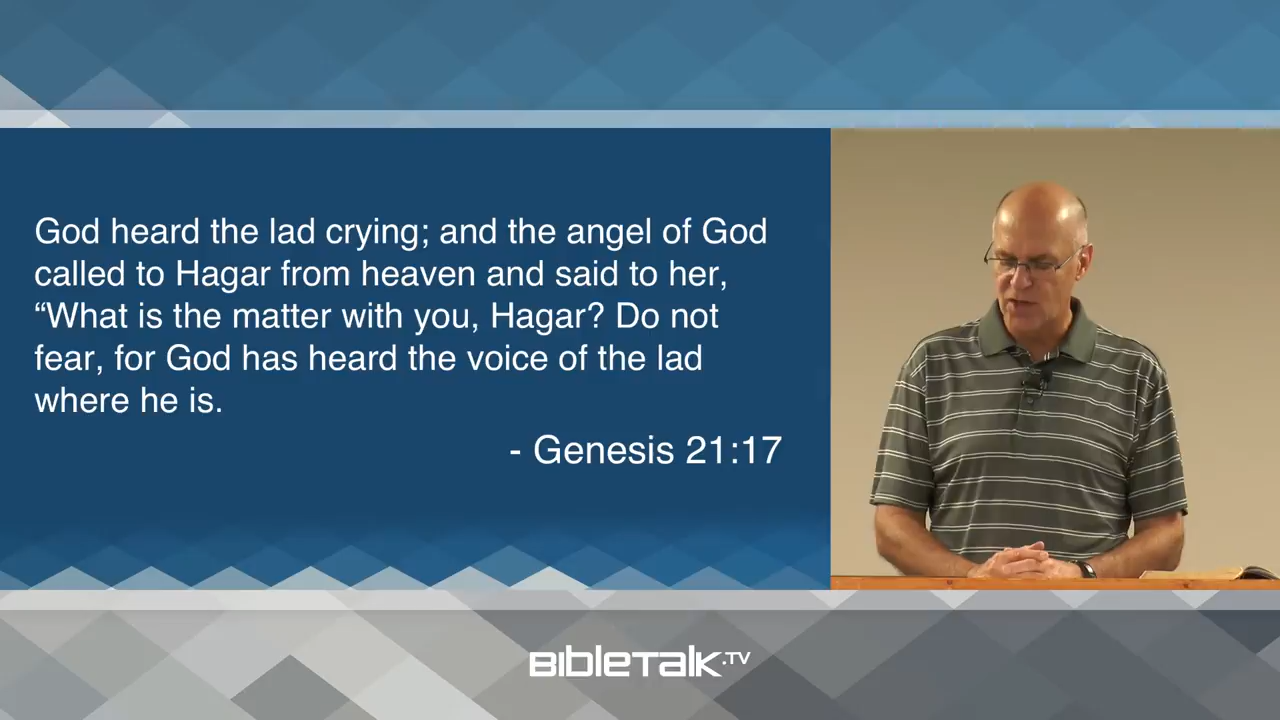 God heard the lad crying; and the angel of God
called to Hagar from heaven and said to her,
“What is the matter with you, Hagar? Do not
fear, for God has heard the voice of the lad
where he is.
- Genesis 21:17
BibleTalk.TV